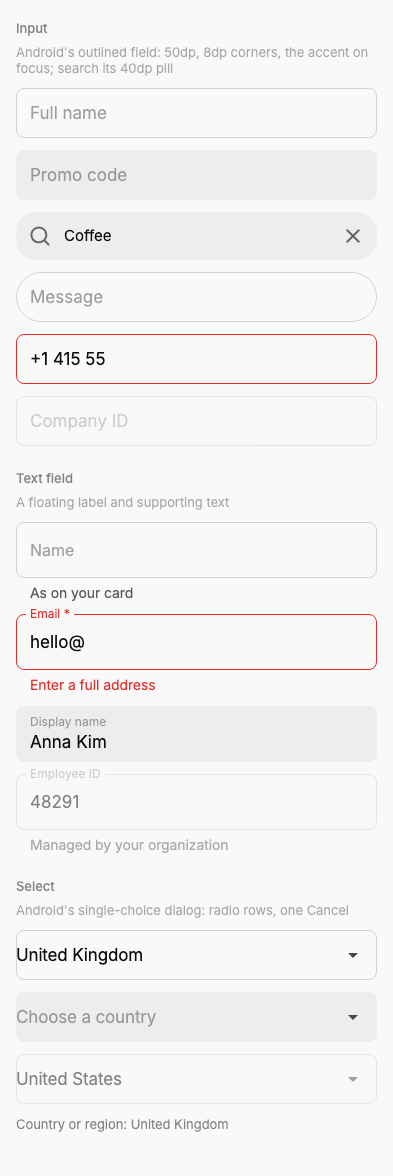 Input
Android's outlined field: 50dp, 8dp corners, the accent on
focus; search its 40dp pill
Full name
Promo code
Coffee
Message
+1 415 55
Company ID
Text field
A floating label and supporting text
Name
As on your card
Email *
hello@
Enter a full address
Display name
Anna Kim
Employee ID
48291
Managed by your organization
Select
Android's single-choice dialog: radio rows, one Cancel
United Kingdom
Choose a country
United States
Country or region: United Kingdom